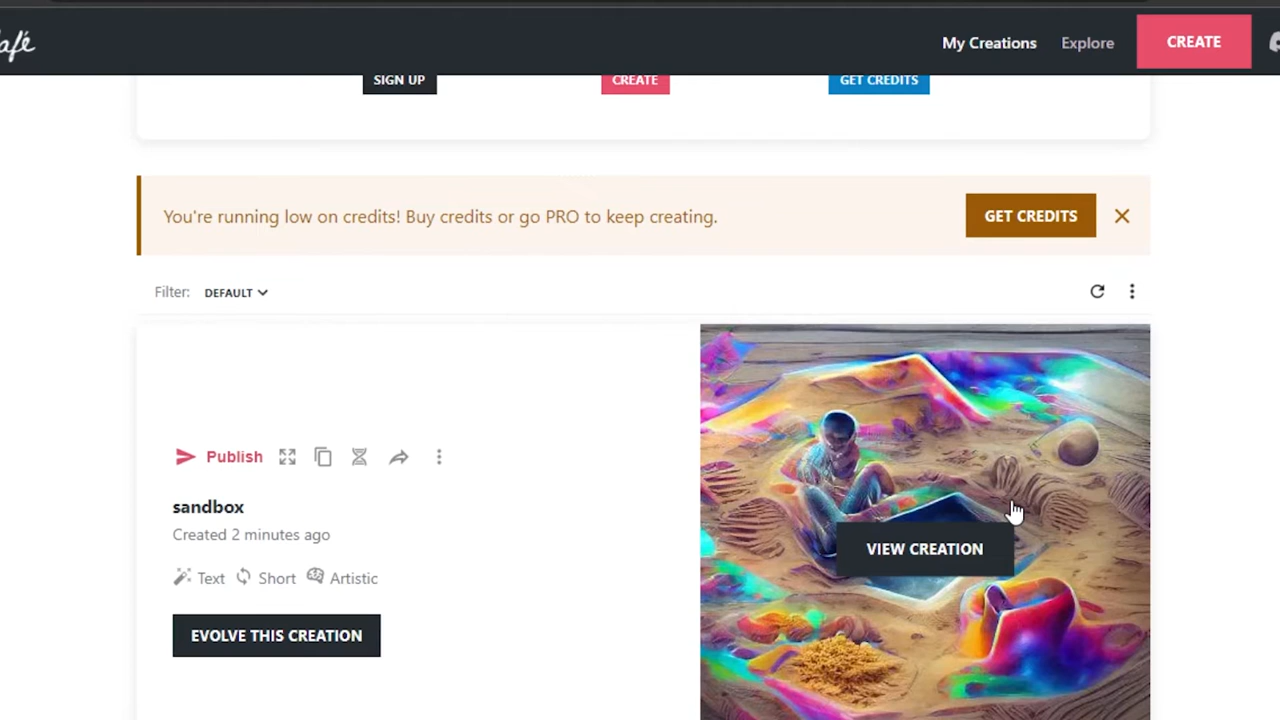 afé
My Creations Explore CREATE
SIGN UP CREATE GET CREDITS
You're running low on credits! Buy credits or go PRO to keep creating. GET CREDITS
Filter: DEFAULT
Publish
sandbox
Created 2 minutes ago
Text Short Artistic
EVOLVE THIS CREATION
VIEW CREATION